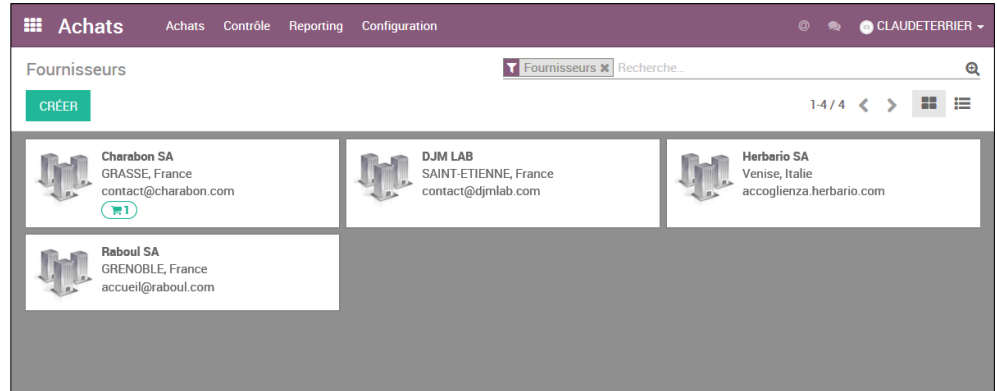 Achats Achats Contrôle Reporting Configuration @ CLAUDETERRIER
Fournisseurs Fournisseurs Recherche...
CRÉER 1-4 / 4
Charabon SA
GRASSE, France
contact@charabon.com
1
DJM LAB
SAINT-ETIENNE, France
contact@djmlab.com
Herbario SA
Venise, Italie
accoglienza.herbario.com
Raboul SA
GRENOBLE, France
accueil@raboul.com